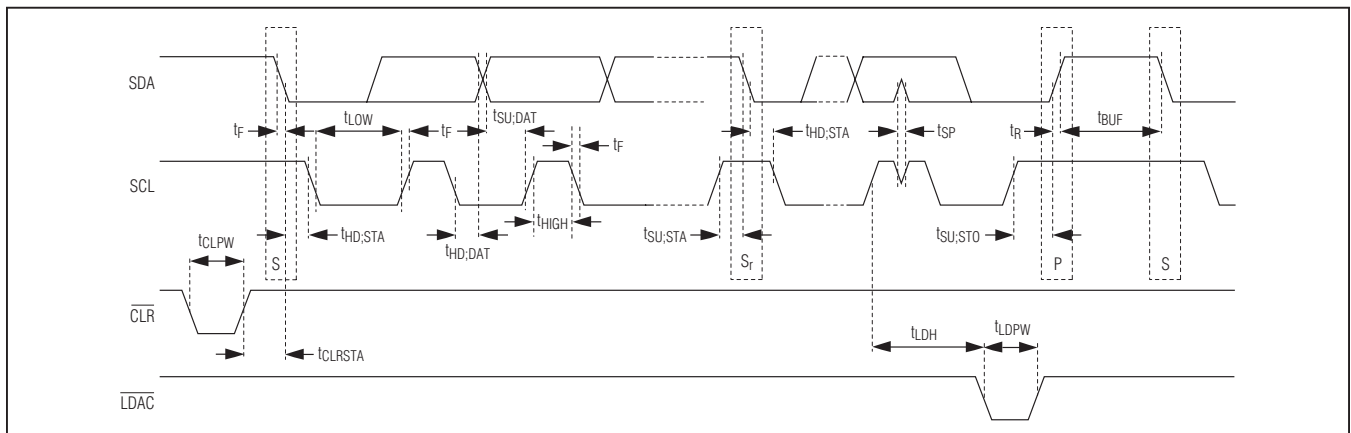 SDA
tF
tLOW
tF
tSU;DAT
tF
tHD;STA
tSP
tR
tBUF
SCL
tCLPW
S
tHD;STA
tHD;DAT
tHIGH
tSU;STA
Sr
tSU;STO
P
S
CLR
tCLRSTA
tLDH
tLDPW
LDAC